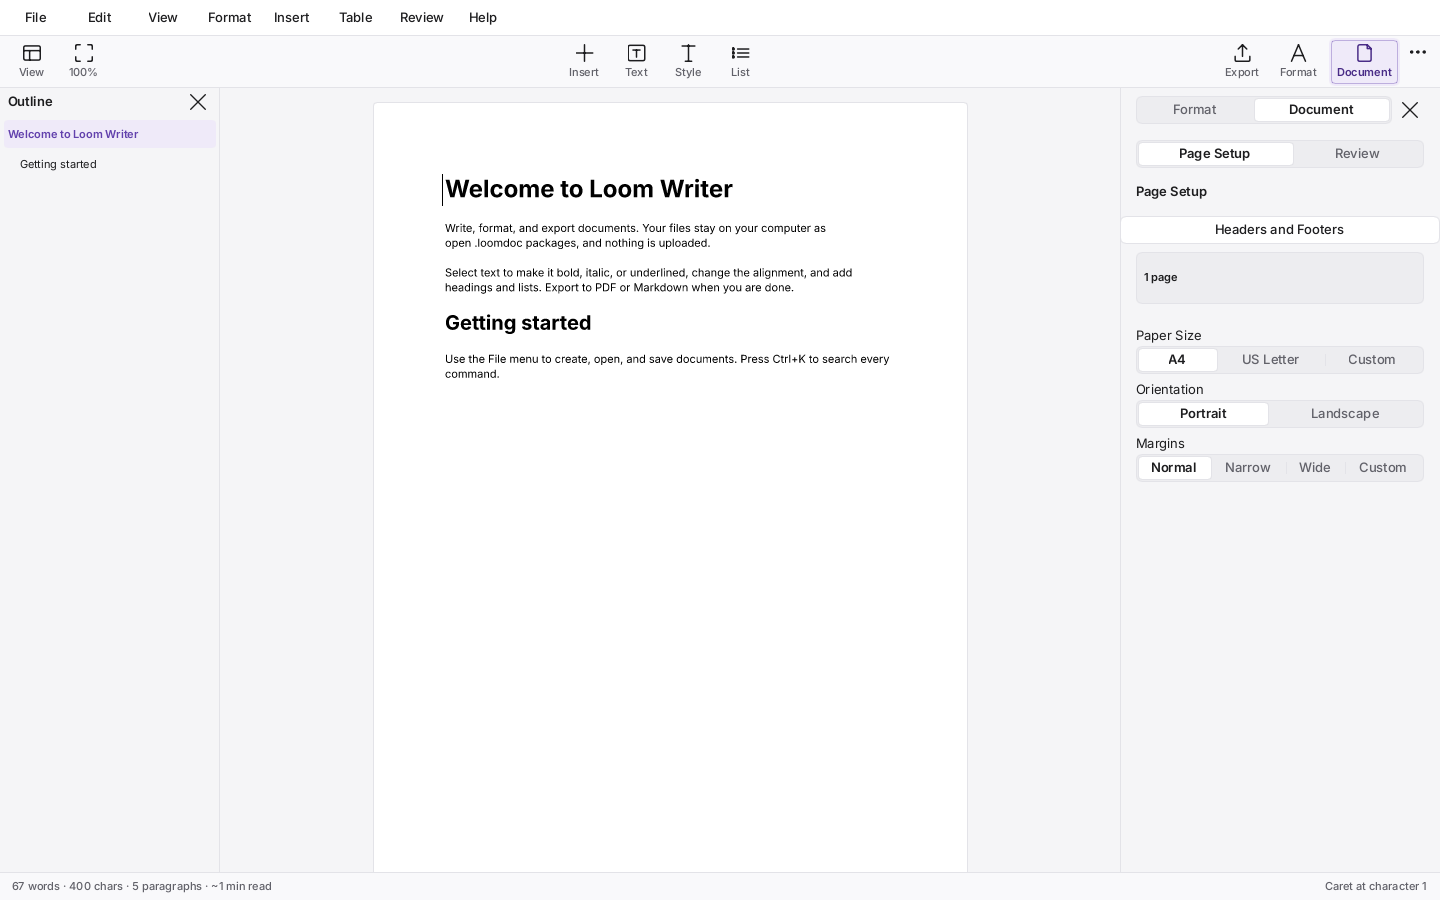 File Edit View Format Insert Table Review Help
View 100% Insert Text Style List Export Format Document
Outline
Welcome to Loom Writer
Getting started
Welcome to Loom Writer
Write, format, and export documents. Your files stay on your computer as
open .loomdoc packages, and nothing is uploaded.
Select text to make it bold, italic, or underlined, change the alignment, and add
headings and lists. Export to PDF or Markdown when you are done.
Getting started
Use the File menu to create, open, and save documents. Press Ctrl+K to search every
command.
Format Document
Page Setup Review
Page Setup
Headers and Footers
1 page
Paper Size
A4 US Letter Custom
Orientation
Portrait Landscape
Margins
Normal Narrow Wide Custom
67 words · 400 chars · 5 paragraphs · ~1 min read
Caret at character 1